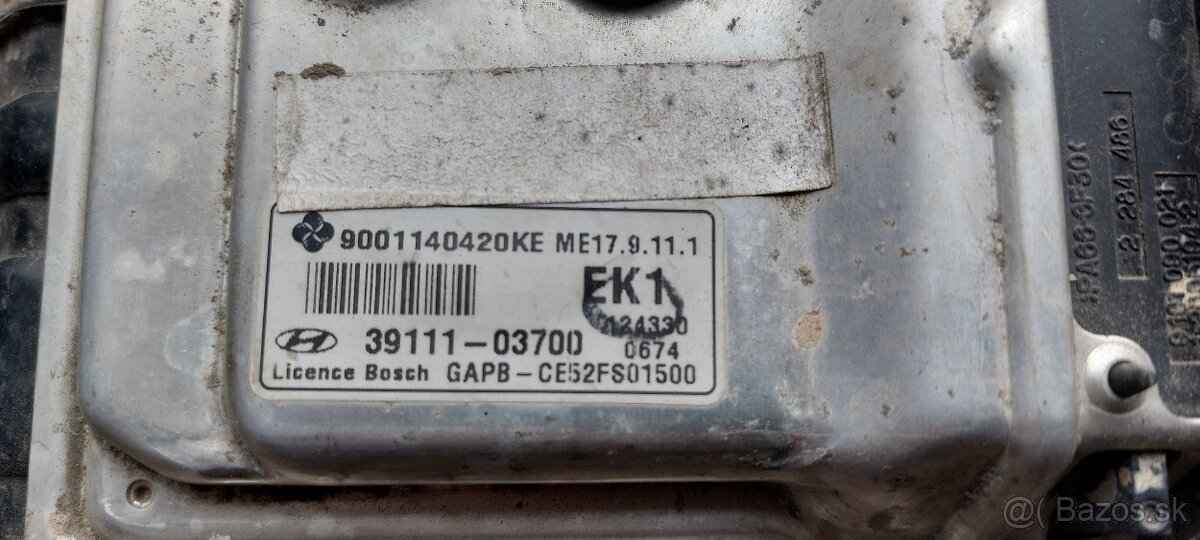 9001140420KE ME17.9.11.1
EK1
124330
39111-03700 0674
Licence Bosch GAPB-CE52FS01500
2 284 486
@( Bazos.sk